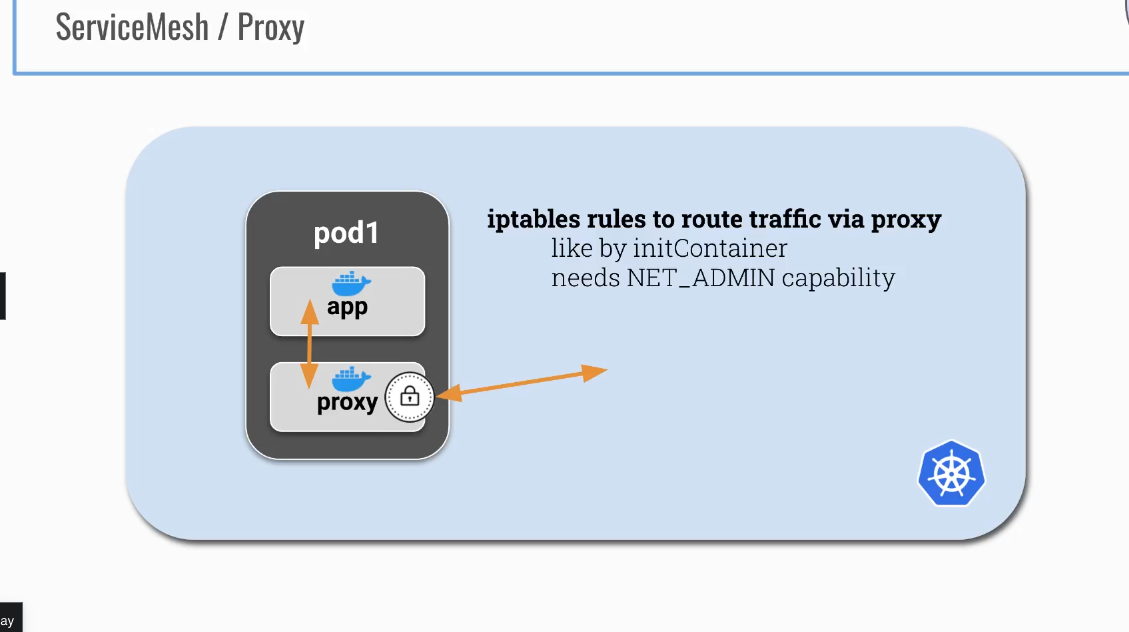 ServiceMesh / Proxy
pod1
app
proxy
iptables rules to route traffic via proxy
like by initContainer
needs NET_ADMIN capability
ay